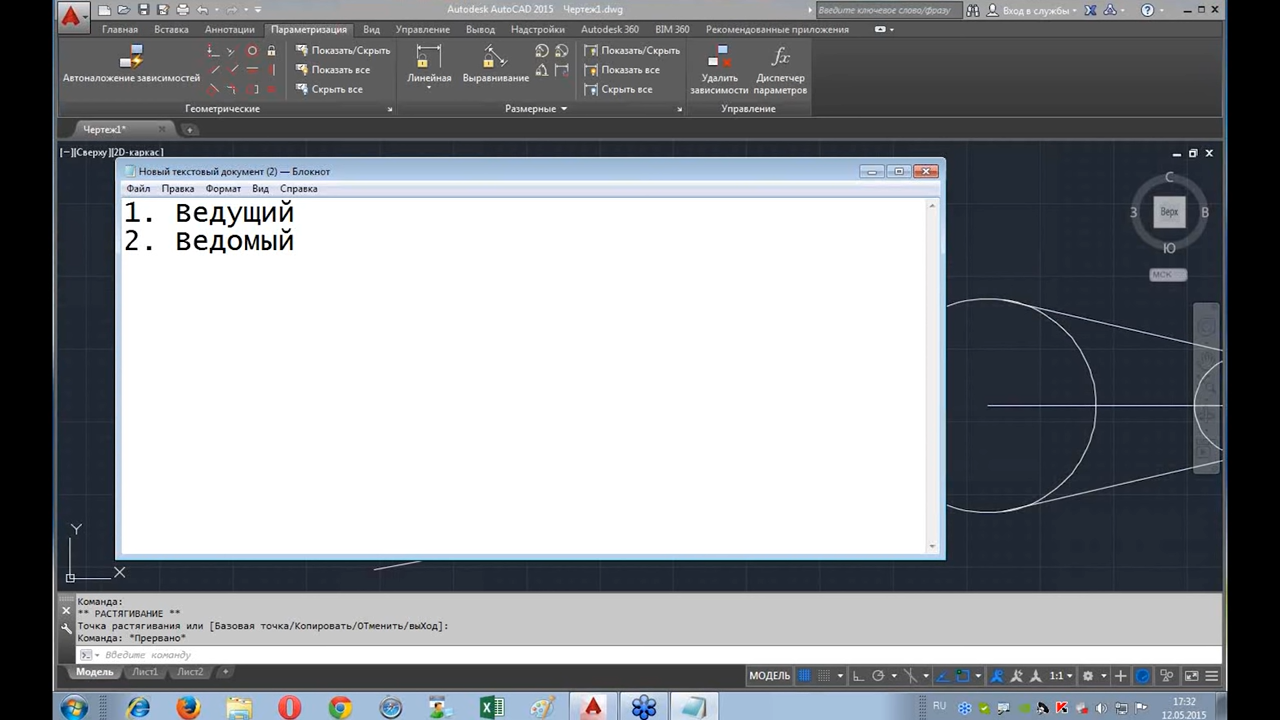 Autodesk AutoCAD 2015 Чертеж1.dwg
Введите ключевое слово/фразу
Вход в службы
Главная Вставка Аннотации Параметризация Вид Управление Вывод Надстройки Autodesk 360 BIM 360 Рекомендованные приложения
Автоналожение зависимостей
Показать/Скрыть
Показать все
Скрыть все
Линейная
Выравнивание
Показать/Скрыть
Показать все
Скрыть все
Удалить зависимости
fx
Диспетчер параметров
Геометрические
Размерные
Управление
Чертеж1*
[−][Сверху][2D-каркас]
Новый текстовый документ (2) — Блокнот
Файл Правка Формат Вид Справка
1. Ведущий
2. Ведомый
С
З
Верх
В
Ю
МСК
Y
X
Команда:
** РАСТЯГИВАНИЕ **
Точка растягивания или [Базовая точка/Копировать/ОТменить/выХод]:
Команда: *Прервано*
Введите команду
Модель Лист1 Лист2
МОДЕЛЬ
1:1
RU
17:32
12.05.2015